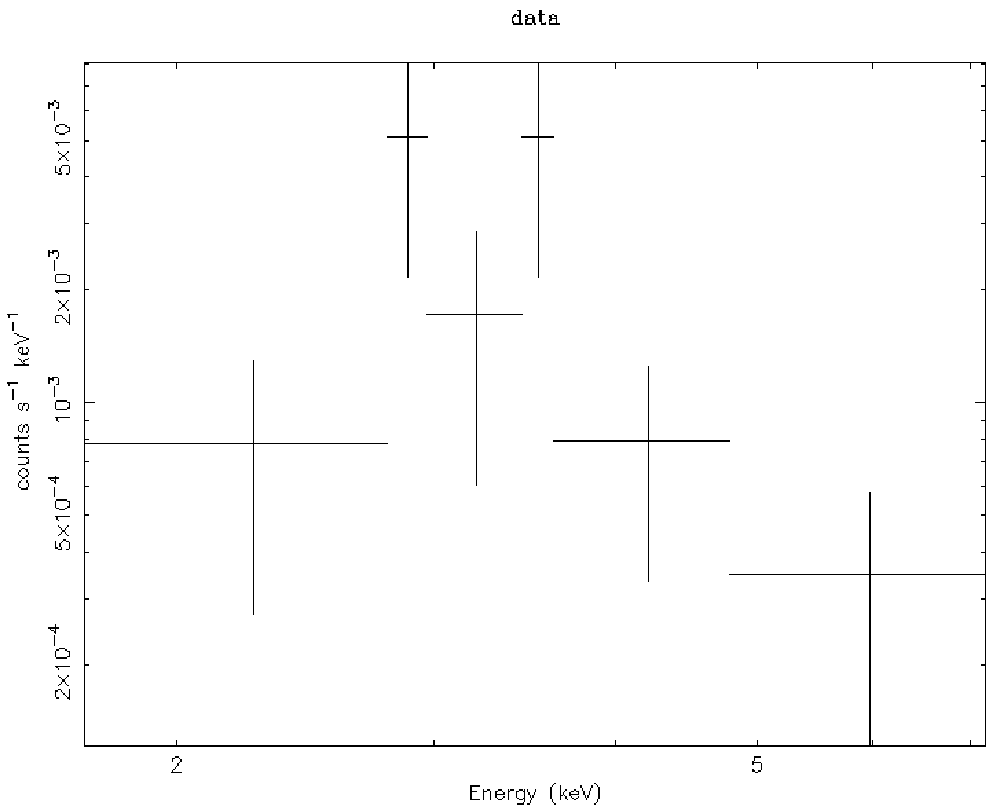 data
counts s⁻¹ keV⁻¹
5×10⁻³
2×10⁻³
10⁻³
5×10⁻⁴
2×10⁻⁴
2 5
Energy (keV)